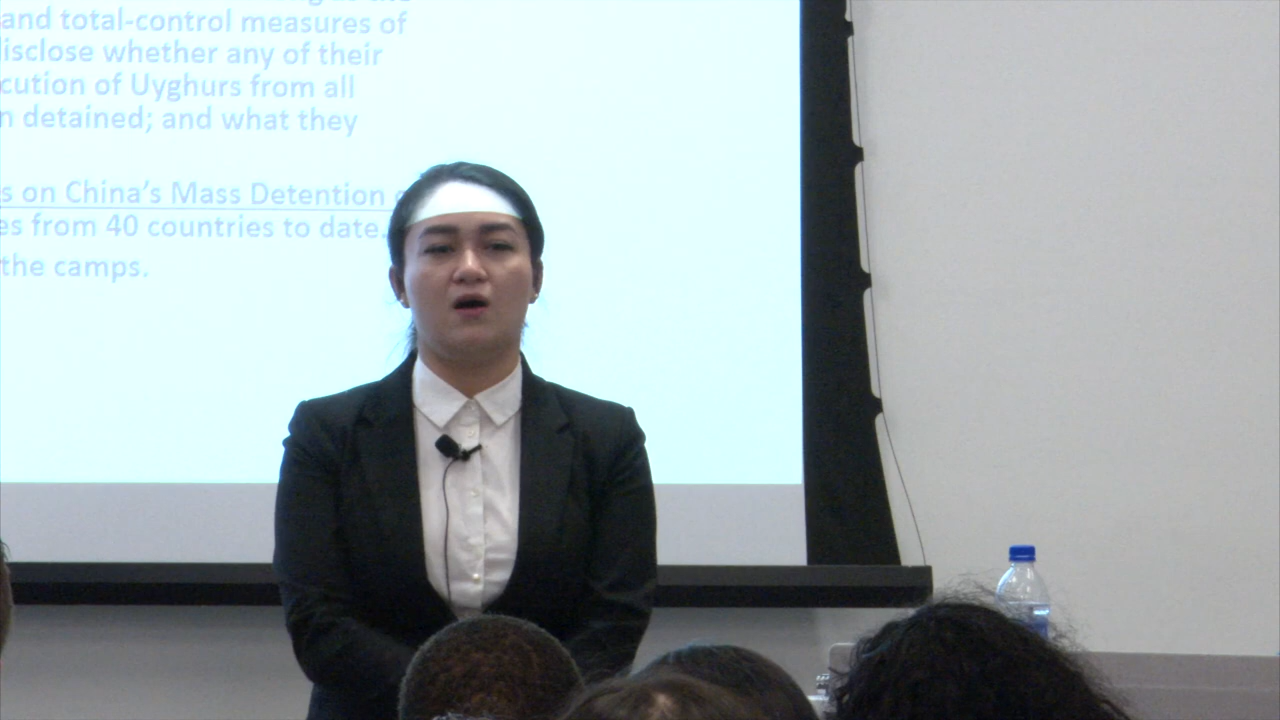 and total-control measures of
disclose whether any of their
cution of Uyghurs from all
n detained; and what they
s on China's Mass Detention
es from 40 countries to date.
the camps.